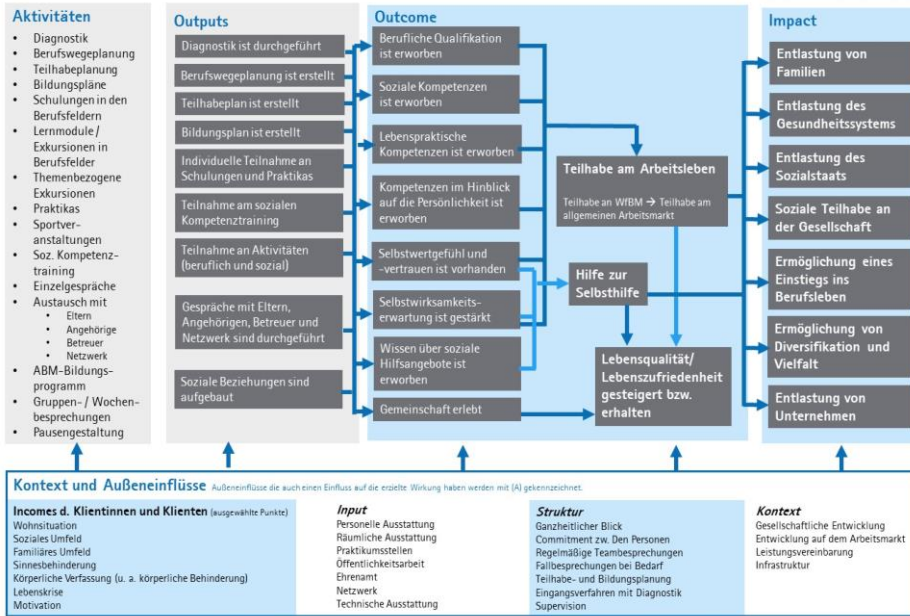 Aktivitäten
• Diagnostik
• Berufswegeplanung
• Teilhabeplanung
• Bildungspläne
• Schulungen in den
Berufsfeldern
• Lernmodule /
Exkursionen in
Berufsfelder
• Themenbezogene
Exkursionen
• Praktikas
• Sportver-
anstaltungen
• Soz. Kompetenz-
training
• Einzelgespräche
• Austausch mit
• Eltern
• Angehörige
• Betreuer
• Netzwerk
• ABM-Bildungs-
programm
• Gruppen- / Wochen-
besprechungen
• Pausengestaltung
Outputs
Diagnostik ist durchgeführt
Berufswegeplanung ist erstellt
Teilhabeplan ist erstellt
Bildungsplan ist erstellt
Individuelle Teilnahme an
Schulungen und Praktikas
Teilnahme am sozialen
Kompetenztraining
Teilnahme an Aktivitäten
(beruflich und sozial)
Gespräche mit Eltern,
Angehörigen, Betreuer und
Netzwerk sind durchgeführt
Soziale Beziehungen sind
aufgebaut
Outcome
Berufliche Qualifikation
ist erworben
Soziale Kompetenzen
ist erworben
Lebenspraktische
Kompetenzen ist erworben
Kompetenzen im Hinblick
auf die Persönlichkeit ist
erworben
Selbstwertgefühl und
-vertrauen ist vorhanden
Selbstwirksamkeits-
erwartung ist gestärkt
Wissen über soziale
Hilfsangebote ist
erworben
Gemeinschaft erlebt
Teilhabe am Arbeitsleben
Teilhabe an WfBM → Teilhabe am
allgemeinen Arbeitsmarkt
Hilfe zur
Selbsthilfe
Lebensqualität/
Lebenszufriedenheit
gesteigert bzw.
erhalten
Impact
Entlastung von
Familien
Entlastung des
Gesundheitssystems
Entlastung des
Sozialstaats
Soziale Teilhabe an
der Gesellschaft
Ermöglichung eines
Einstiegs ins
Berufsleben
Ermöglichung von
Diversifikation und
Vielfalt
Entlastung von
Unternehmen
Kontext und Außeneinflüsse Außeneinflüsse die auch einen Einfluss auf die erzielte Wirkung haben werden mit (A) gekennzeichnet.
Incomes d. Klientinnen und Klienten (ausgewählte Punkte)
Wohnsituation
Soziales Umfeld
Familiäres Umfeld
Sinnesbehinderung
Körperliche Verfassung (u. a. körperliche Behinderung)
Lebenskrise
Motivation
Input
Personelle Ausstattung
Räumliche Ausstattung
Praktikumsstellen
Öffentlichkeitsarbeit
Ehrenamt
Netzwerk
Technische Ausstattung
Struktur
Ganzheitlicher Blick
Commitment zw. Den Personen
Regelmäßige Teambesprechungen
Fallbesprechungen bei Bedarf
Teilhabe- und Bildungsplanung
Eingangsverfahren mit Diagnostik
Supervision
Kontext
Gesellschaftliche Entwicklung
Entwicklung auf dem Arbeitsmarkt
Leistungsvereinbarung
Infrastruktur